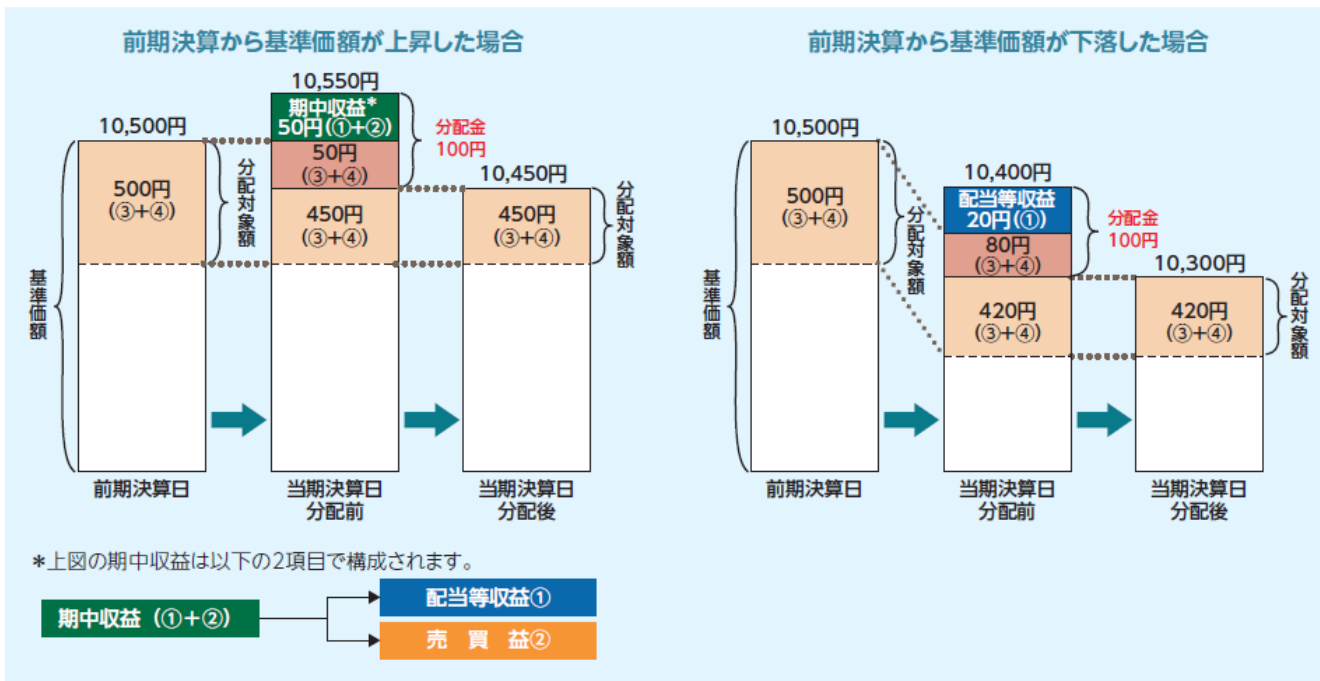 前期決算から基準価額が上昇した場合
10,500円
500円
(③+④)
分配対象額
基準価額
前期決算日
10,550円
期中収益*
50円(①+②)
50円
(③+④)
450円
(③+④)
分配金
100円
当期決算日
分配前
10,450円
450円
(③+④)
分配対象額
当期決算日
分配後
前期決算から基準価額が下落した場合
10,500円
500円
(③+④)
分配対象額
基準価額
前期決算日
10,400円
配当等収益
20円(①)
80円
(③+④)
420円
(③+④)
分配金
100円
当期決算日
分配前
10,300円
420円
(③+④)
分配対象額
当期決算日
分配後
*上図の期中収益は以下の2項目で構成されます。
期中収益(①+②)
配当等収益①
売 買 益②